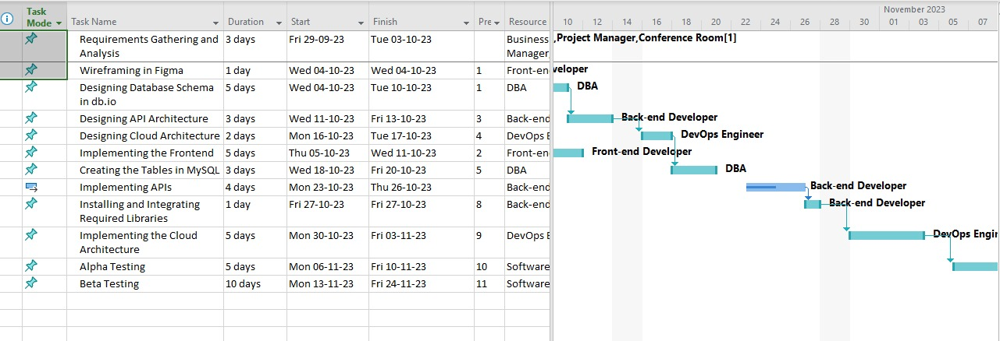 Task
Mode
Task Name
Duration
Start
Finish
Pre
Resource
10 12 14 16 18 20 22 24 26 28 30 01 03 05 07
November 2023
Requirements Gathering and
Analysis
3 days
Fri 29-09-23
Tue 03-10-23
Business
Manager,
,Project Manager,Conference Room[1]
Wireframing in Figma
1 day
Wed 04-10-23
Wed 04-10-23
1
Front-en
veloper
Designing Database Schema
in db.io
5 days
Wed 04-10-23
Tue 10-10-23
1
DBA
DBA
Designing API Architecture
3 days
Wed 11-10-23
Fri 13-10-23
3
Back-end
Back-end Developer
Designing Cloud Architecture
2 days
Mon 16-10-23
Tue 17-10-23
4
DevOps E
DevOps Engineer
Implementing the Frontend
5 days
Thu 05-10-23
Wed 11-10-23
2
Front-en
Front-end Developer
Creating the Tables in MySQL
3 days
Wed 18-10-23
Fri 20-10-23
5
DBA
DBA
Implementing APIs
4 days
Mon 23-10-23
Thu 26-10-23
Back-end
Back-end Developer
Installing and Integrating
Required Libraries
1 day
Fri 27-10-23
Fri 27-10-23
8
Back-end
Back-end Developer
Implementing the Cloud
Architecture
5 days
Mon 30-10-23
Fri 03-11-23
9
DevOps E
DevOps Engir
Alpha Testing
5 days
Mon 06-11-23
Fri 10-11-23
10
Software
Beta Testing
10 days
Mon 13-11-23
Fri 24-11-23
11
Software